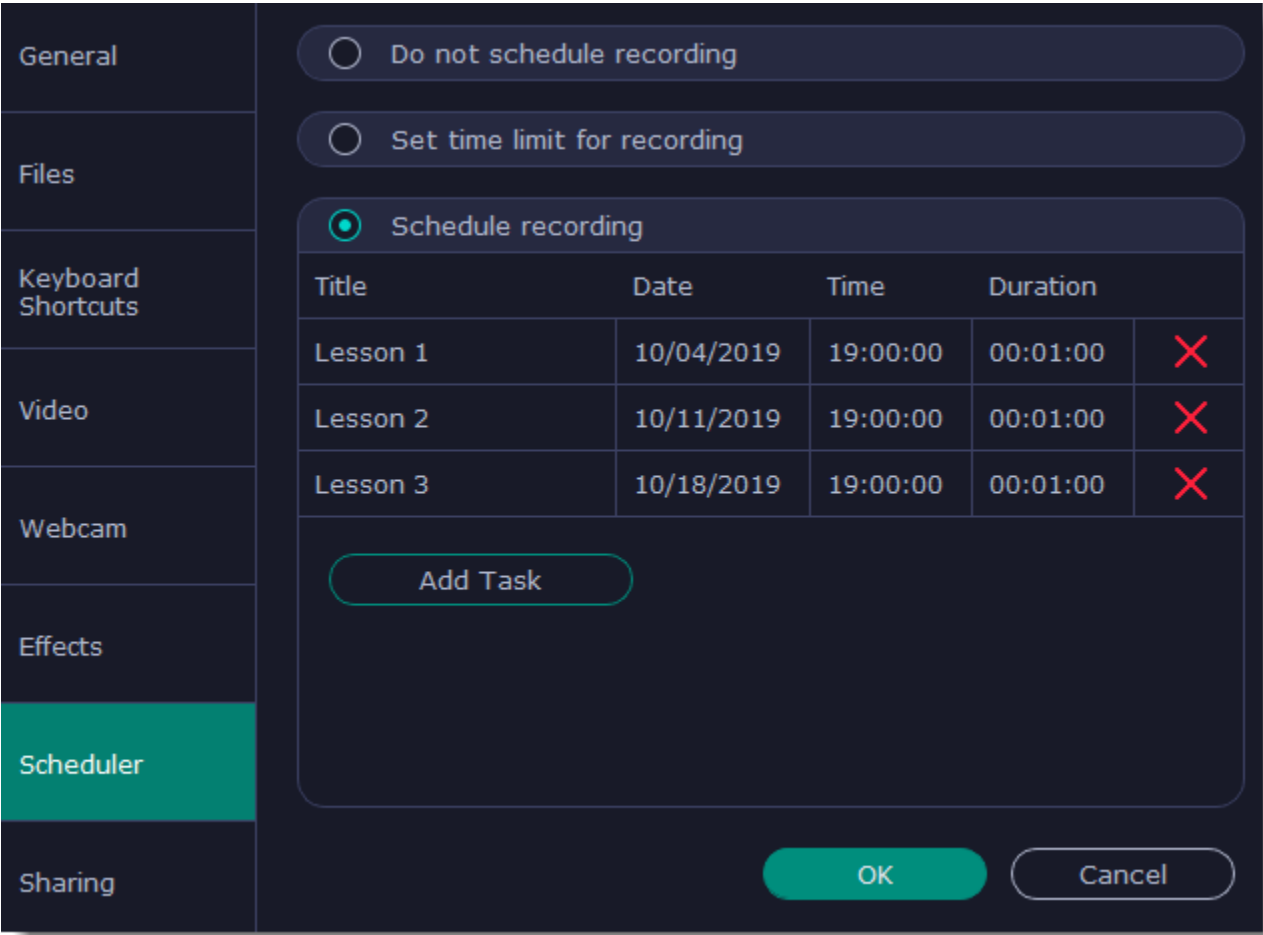 General
Files
Keyboard
Shortcuts
Video
Webcam
Effects
Scheduler
Sharing
Do not schedule recording
Set time limit for recording
Schedule recording
Title Date Time Duration
Lesson 1 10/04/2019 19:00:00 00:01:00
Lesson 2 10/11/2019 19:00:00 00:01:00
Lesson 3 10/18/2019 19:00:00 00:01:00
Add Task
OK Cancel